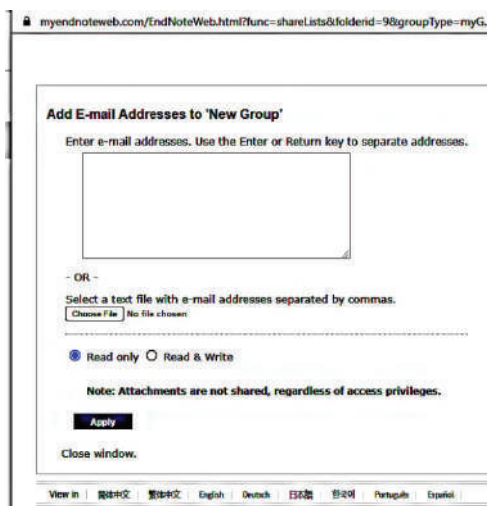 myendnoteweb.com/EndNoteWeb.html?func=shareLists&folderid=98&groupType=myG.
Add E-mail Addresses to 'New Group'
Enter e-mail addresses. Use the Enter or Return key to separate addresses.
- OR -
Select a text file with e-mail addresses separated by commas.
Choose File No file chosen
Read only Read & Write
Note: Attachments are not shared, regardless of access privileges.
Apply
Close window.
View in | 简体中文 | 繁體中文 | English | Deutsch | 日本語 | 한국어 | Português | Español |